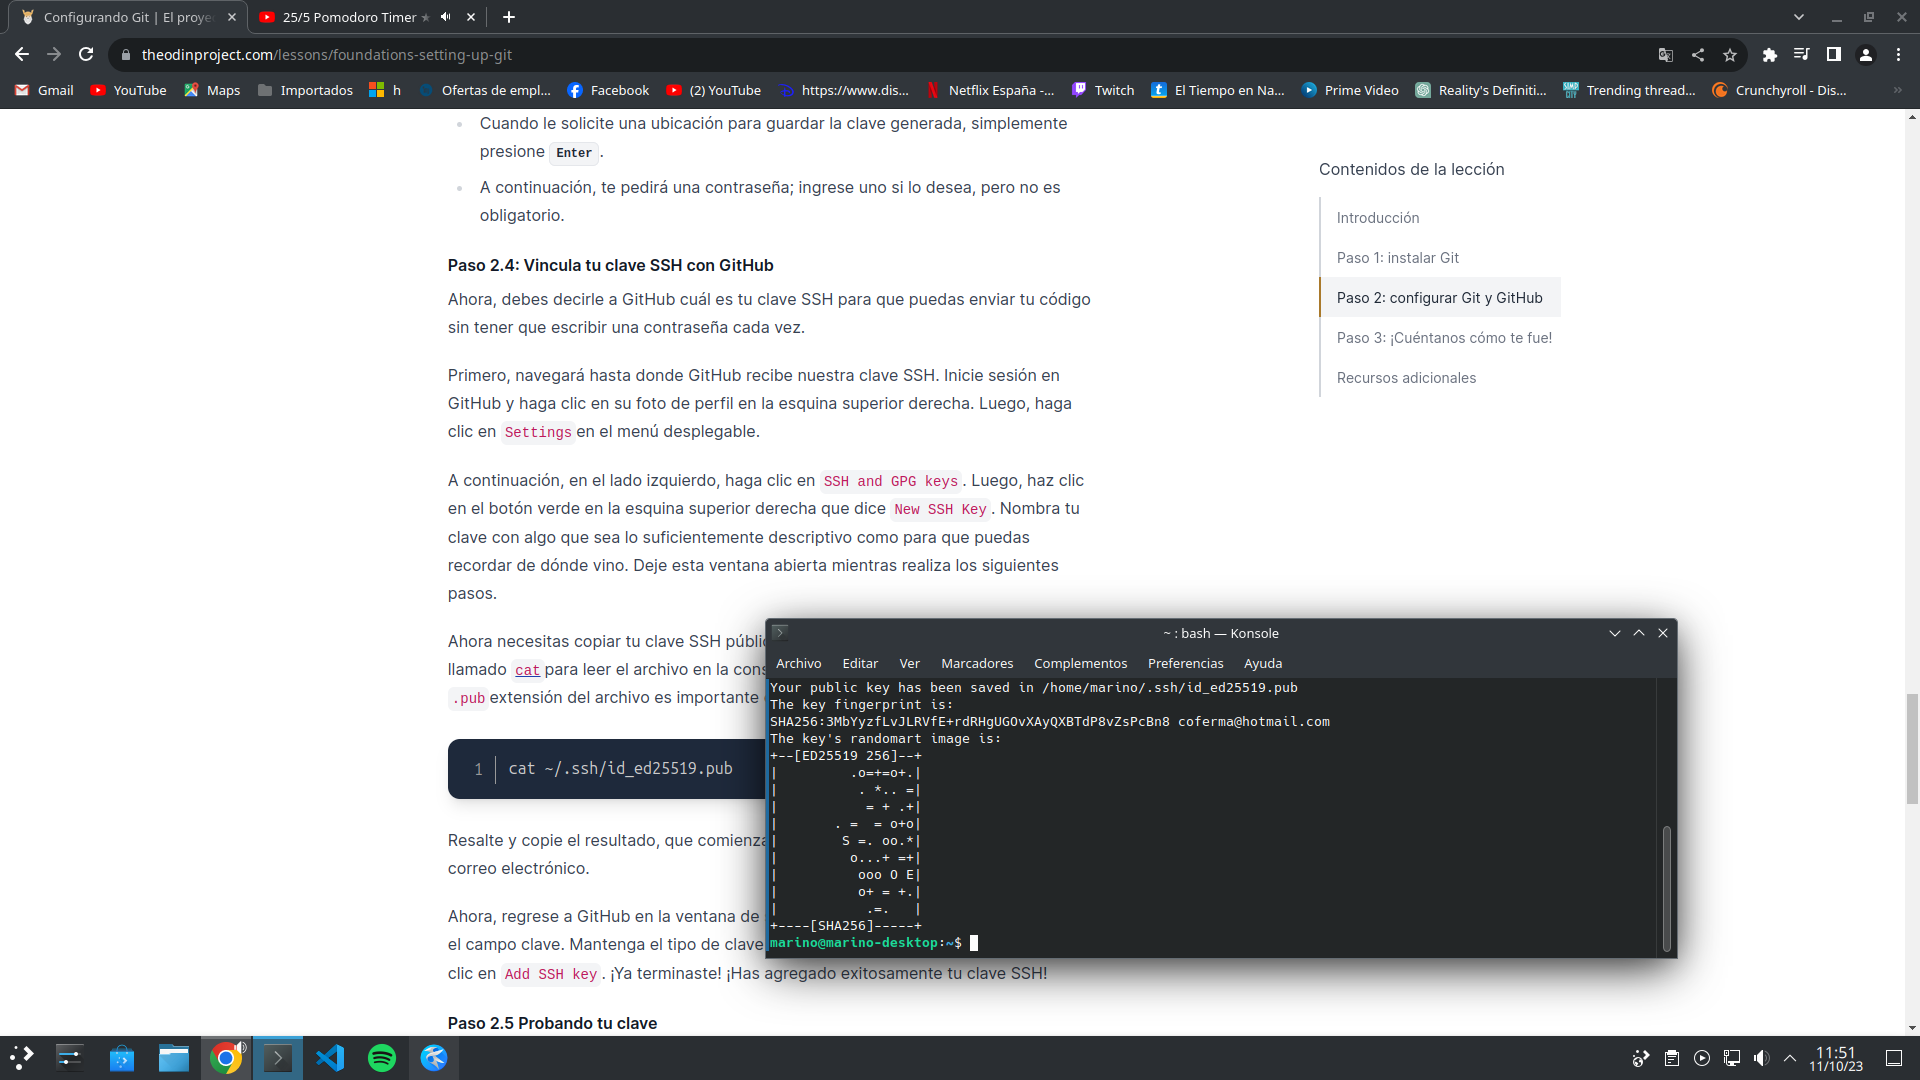 Configurando Git | El proye
25/5 Pomodoro Timer ★
theodinproject.com/lessons/foundations-setting-up-git
Gmail YouTube Maps Importados h Ofertas de empl... Facebook (2) YouTube https://www.dis... Netflix España -... Twitch El Tiempo en Na... Prime Video Reality's Definiti... Trending thread... Crunchyroll - Dis... »
Cuando le solicite una ubicación para guardar la clave generada, simplemente
presione Enter .
A continuación, te pedirá una contraseña; ingrese uno si lo desea, pero no es
obligatorio.
Paso 2.4: Vincula tu clave SSH con GitHub
Ahora, debes decirle a GitHub cuál es tu clave SSH para que puedas enviar tu código
sin tener que escribir una contraseña cada vez.
Primero, navegará hasta donde GitHub recibe nuestra clave SSH. Inicie sesión en
GitHub y haga clic en su foto de perfil en la esquina superior derecha. Luego, haga
clic en Settings en el menú desplegable.
A continuación, en el lado izquierdo, haga clic en SSH and GPG keys . Luego, haz clic
en el botón verde en la esquina superior derecha que dice New SSH Key . Nombra tu
clave con algo que sea lo suficientemente descriptivo como para que puedas
recordar de dónde vino. Deje esta ventana abierta mientras realiza los siguientes
pasos.
Ahora necesitas copiar tu clave SSH públic
llamado cat para leer el archivo en la cons
.pub extensión del archivo es importante
1 cat ~/.ssh/id_ed25519.pub
Resalte y copie el resultado, que comienza
correo electrónico.
Ahora, regrese a GitHub en la ventana de
el campo clave. Mantenga el tipo de clave
clic en Add SSH key . ¡Ya terminaste! ¡Has agregado exitosamente tu clave SSH!
Paso 2.5 Probando tu clave
Contenidos de la lección
Introducción
Paso 1: instalar Git
Paso 2: configurar Git y GitHub
Paso 3: ¡Cuéntanos cómo te fue!
Recursos adicionales
~ : bash — Konsole
Archivo Editar Ver Marcadores Complementos Preferencias Ayuda
Your public key has been saved in /home/marino/.ssh/id_ed25519.pub
The key fingerprint is:
SHA256:3MbYyzfLvJLRVfE+rdRHgUGOvXAyQXBTdP8vZsPcBn8 coferma@hotmail.com
The key's randomart image is:
+--[ED25519 256]--+
|         .o=+=o+.|
|          . *.. =|
|           = + .+|
|       . =  = o+o|
|        S =. oo.*|
|         o...+ =+|
|          ooo O E|
|          o+ = +.|
|           .=.   |
+----[SHA256]-----+
marino@marino-desktop:~$
11:51
11/10/23